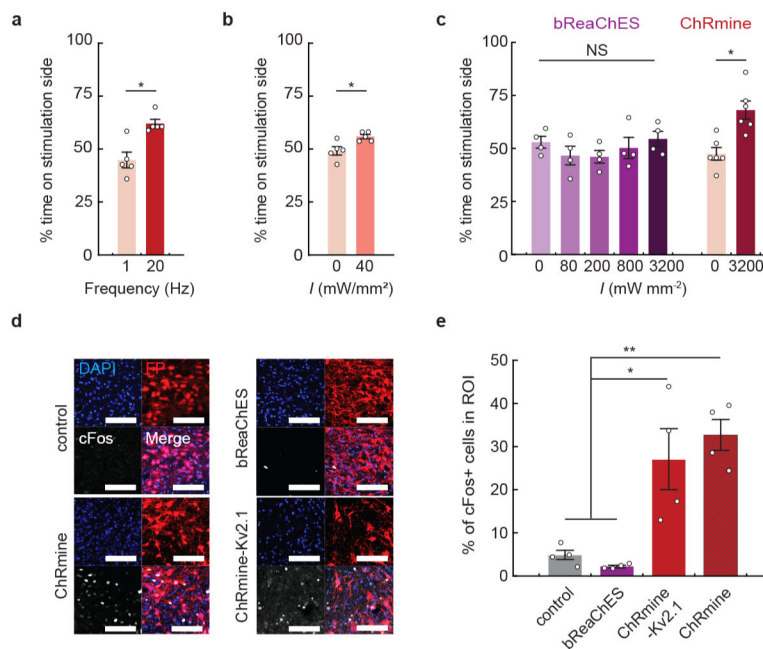 a
% time on stimulation side
100
75
50
25
0
*
1 20
Frequency (Hz)
b
% time on stimulation side
100
75
50
25
0
*
0 40
I (mW/mm²)
c
bReaChES ChRmine
% time on stimulation side
100
75
50
25
0
NS
*
0 80 200 800 3200 0 3200
I (mW mm⁻²)
d
control
DAPI FP
cFos Merge
bReaChES
ChRmine
ChRmine-Kv2.1
e
% of cFos+ cells in ROI
50
40
30
20
10
0
**
*
control
bReaChES
ChRmine
-Kv2.1
ChRmine